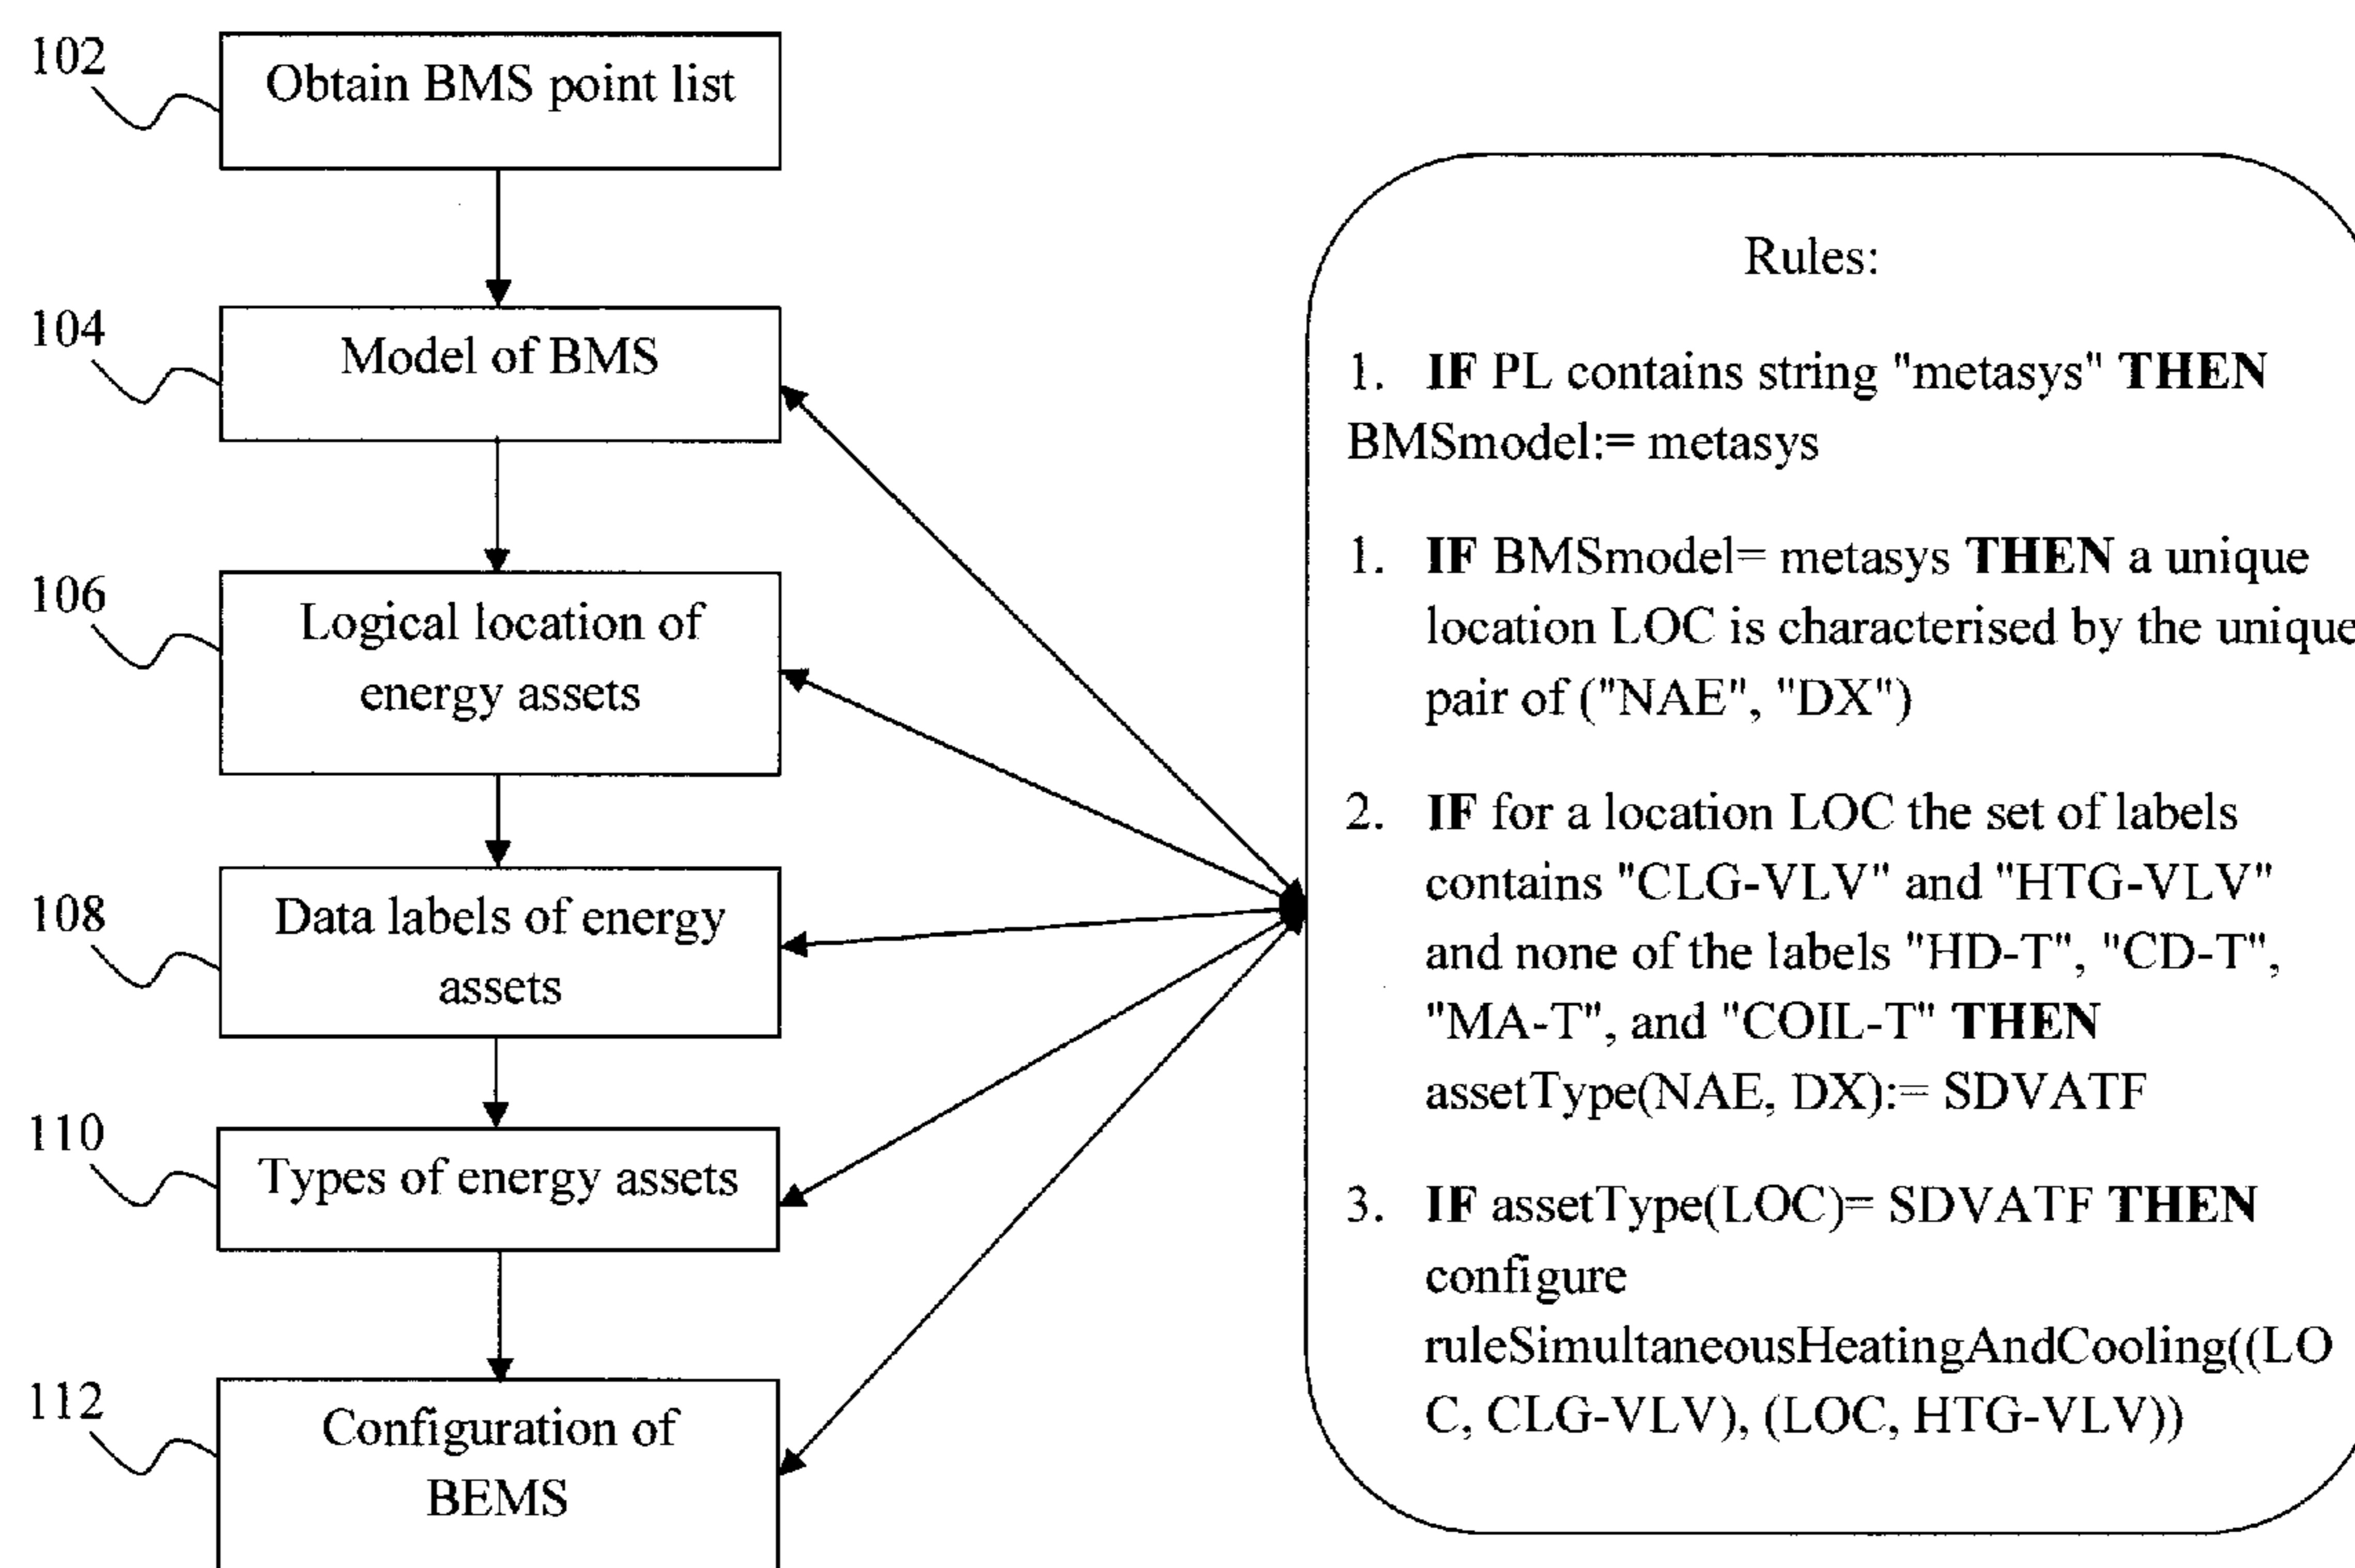 102
Obtain BMS point list
104
Model of BMS
106
Logical location of
energy assets
108
Data labels of energy
assets
110
Types of energy assets
112
Configuration of
BEMS
Rules:
1. IF PL contains string "metasys" THEN
BMSmodel:= metasys
1. IF BMSmodel= metasys THEN a unique
location LOC is characterised by the unique
pair of ("NAE", "DX")
2. IF for a location LOC the set of labels
contains "CLG-VLV" and "HTG-VLV"
and none of the labels "HD-T", "CD-T",
"MA-T", and "COIL-T" THEN
assetType(NAE, DX):= SDVATF
3. IF assetType(LOC)= SDVATF THEN
configure
ruleSimultaneousHeatingAndCooling((LO
C, CLG-VLV), (LOC, HTG-VLV))